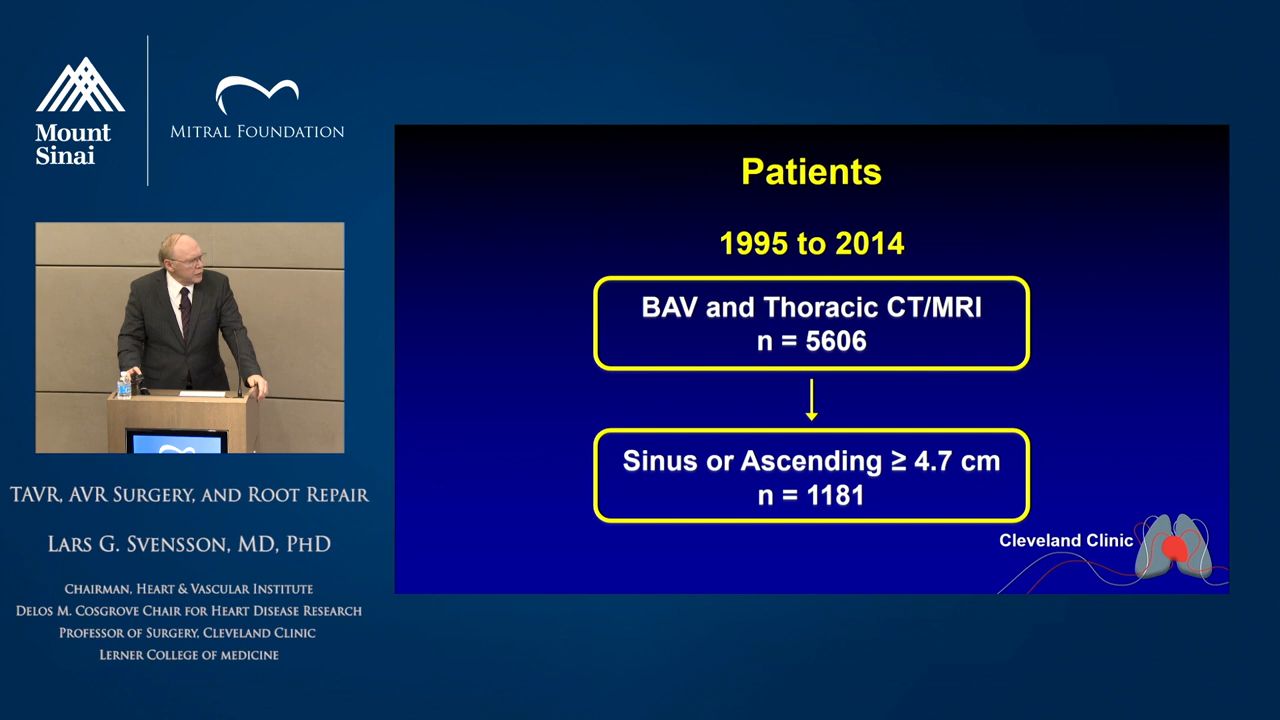 Mount
Sinai
MITRAL FOUNDATION
TAVR, AVR SURGERY, AND ROOT REPAIR
LARS G. SVENSSON, MD, PHD
CHAIRMAN, HEART & VASCULAR INSTITUTE
DELOS M. COSGROVE CHAIR FOR HEART DISEASE RESEARCH
PROFESSOR OF SURGERY, CLEVELAND CLINIC
LERNER COLLEGE OF MEDICINE
Patients
1995 to 2014
BAV and Thoracic CT/MRI
n = 5606
Sinus or Ascending ≥ 4.7 cm
n = 1181
Cleveland Clinic